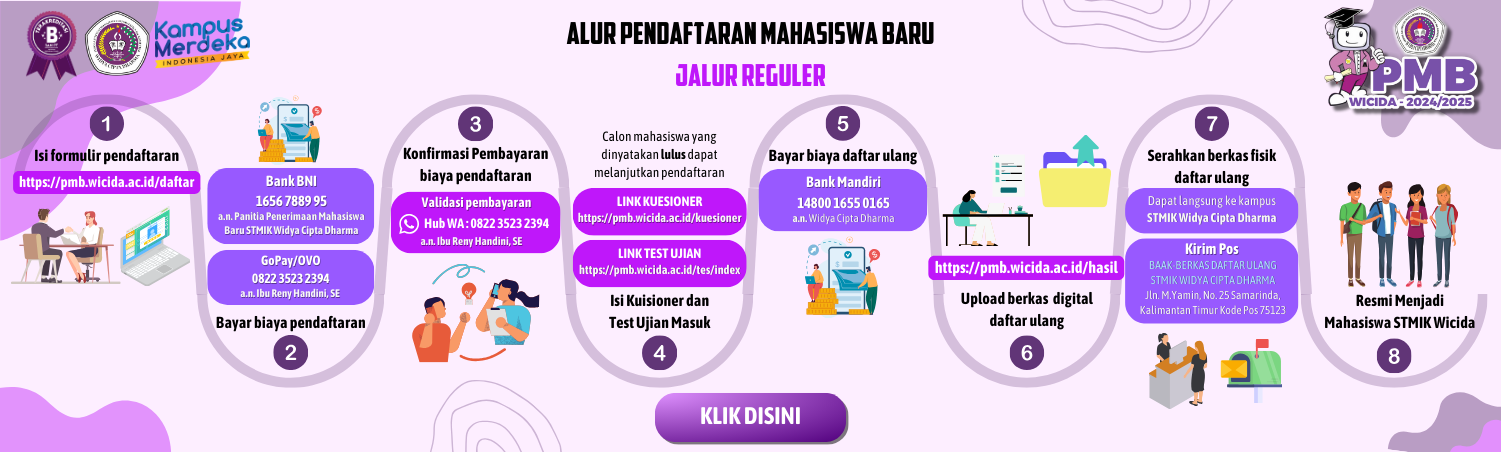 TERAKREDITASI
B
Kampus
Merdeka
INDONESIA JAYA
ALUR PENDAFTARAN MAHASISWA BARU
JALUR REGULER
PMB
WICIDA - 2024/2025
1
Isi formulir pendaftaran
https://pmb.wicida.ac.id/daftar
Bank BNI
1656 7889 95
a.n. Panitia Penerimaan Mahasiswa
Baru STMIK Widya Cipta Dharma
GoPay/OVO
0822 3523 2394
a.n. Ibu Reny Handini, SE
Bayar biaya pendaftaran
2
3
Konfirmasi Pembayaran
biaya pendaftaran
Validasi pembayaran
Hub WA : 0822 3523 2394
a.n. Ibu Reny Handini, SE
Calon mahasiswa yang
dinyatakan lulus dapat
melanjutkan pendaftaran
LINK KUESIONER
https://pmb.wicida.ac.id/kuesioner
LINK TEST UJIAN
https://pmb.wicida.ac.id/tes/index
Isi Kuisioner dan
Test Ujian Masuk
4
5
Bayar biaya daftar ulang
Bank Mandiri
14800 1655 0165
a.n. Widya Cipta Dharma
https://pmb.wicida.ac.id/hasil
Upload berkas digital
daftar ulang
6
7
Serahkan berkas fisik
daftar ulang
Dapat langsung ke kampus
STMIK Widya Cipta Dharma
Kirim Pos
BAAK-BERKAS DAFTAR ULANG
STMIK WIDYA CIPTA DHARMA
Jln. M.Yamin, No. 25 Samarinda,
Kalimantan Timur Kode Pos 75123
Resmi Menjadi
Mahasiswa STMIK Wicida
8
KLIK DISINI